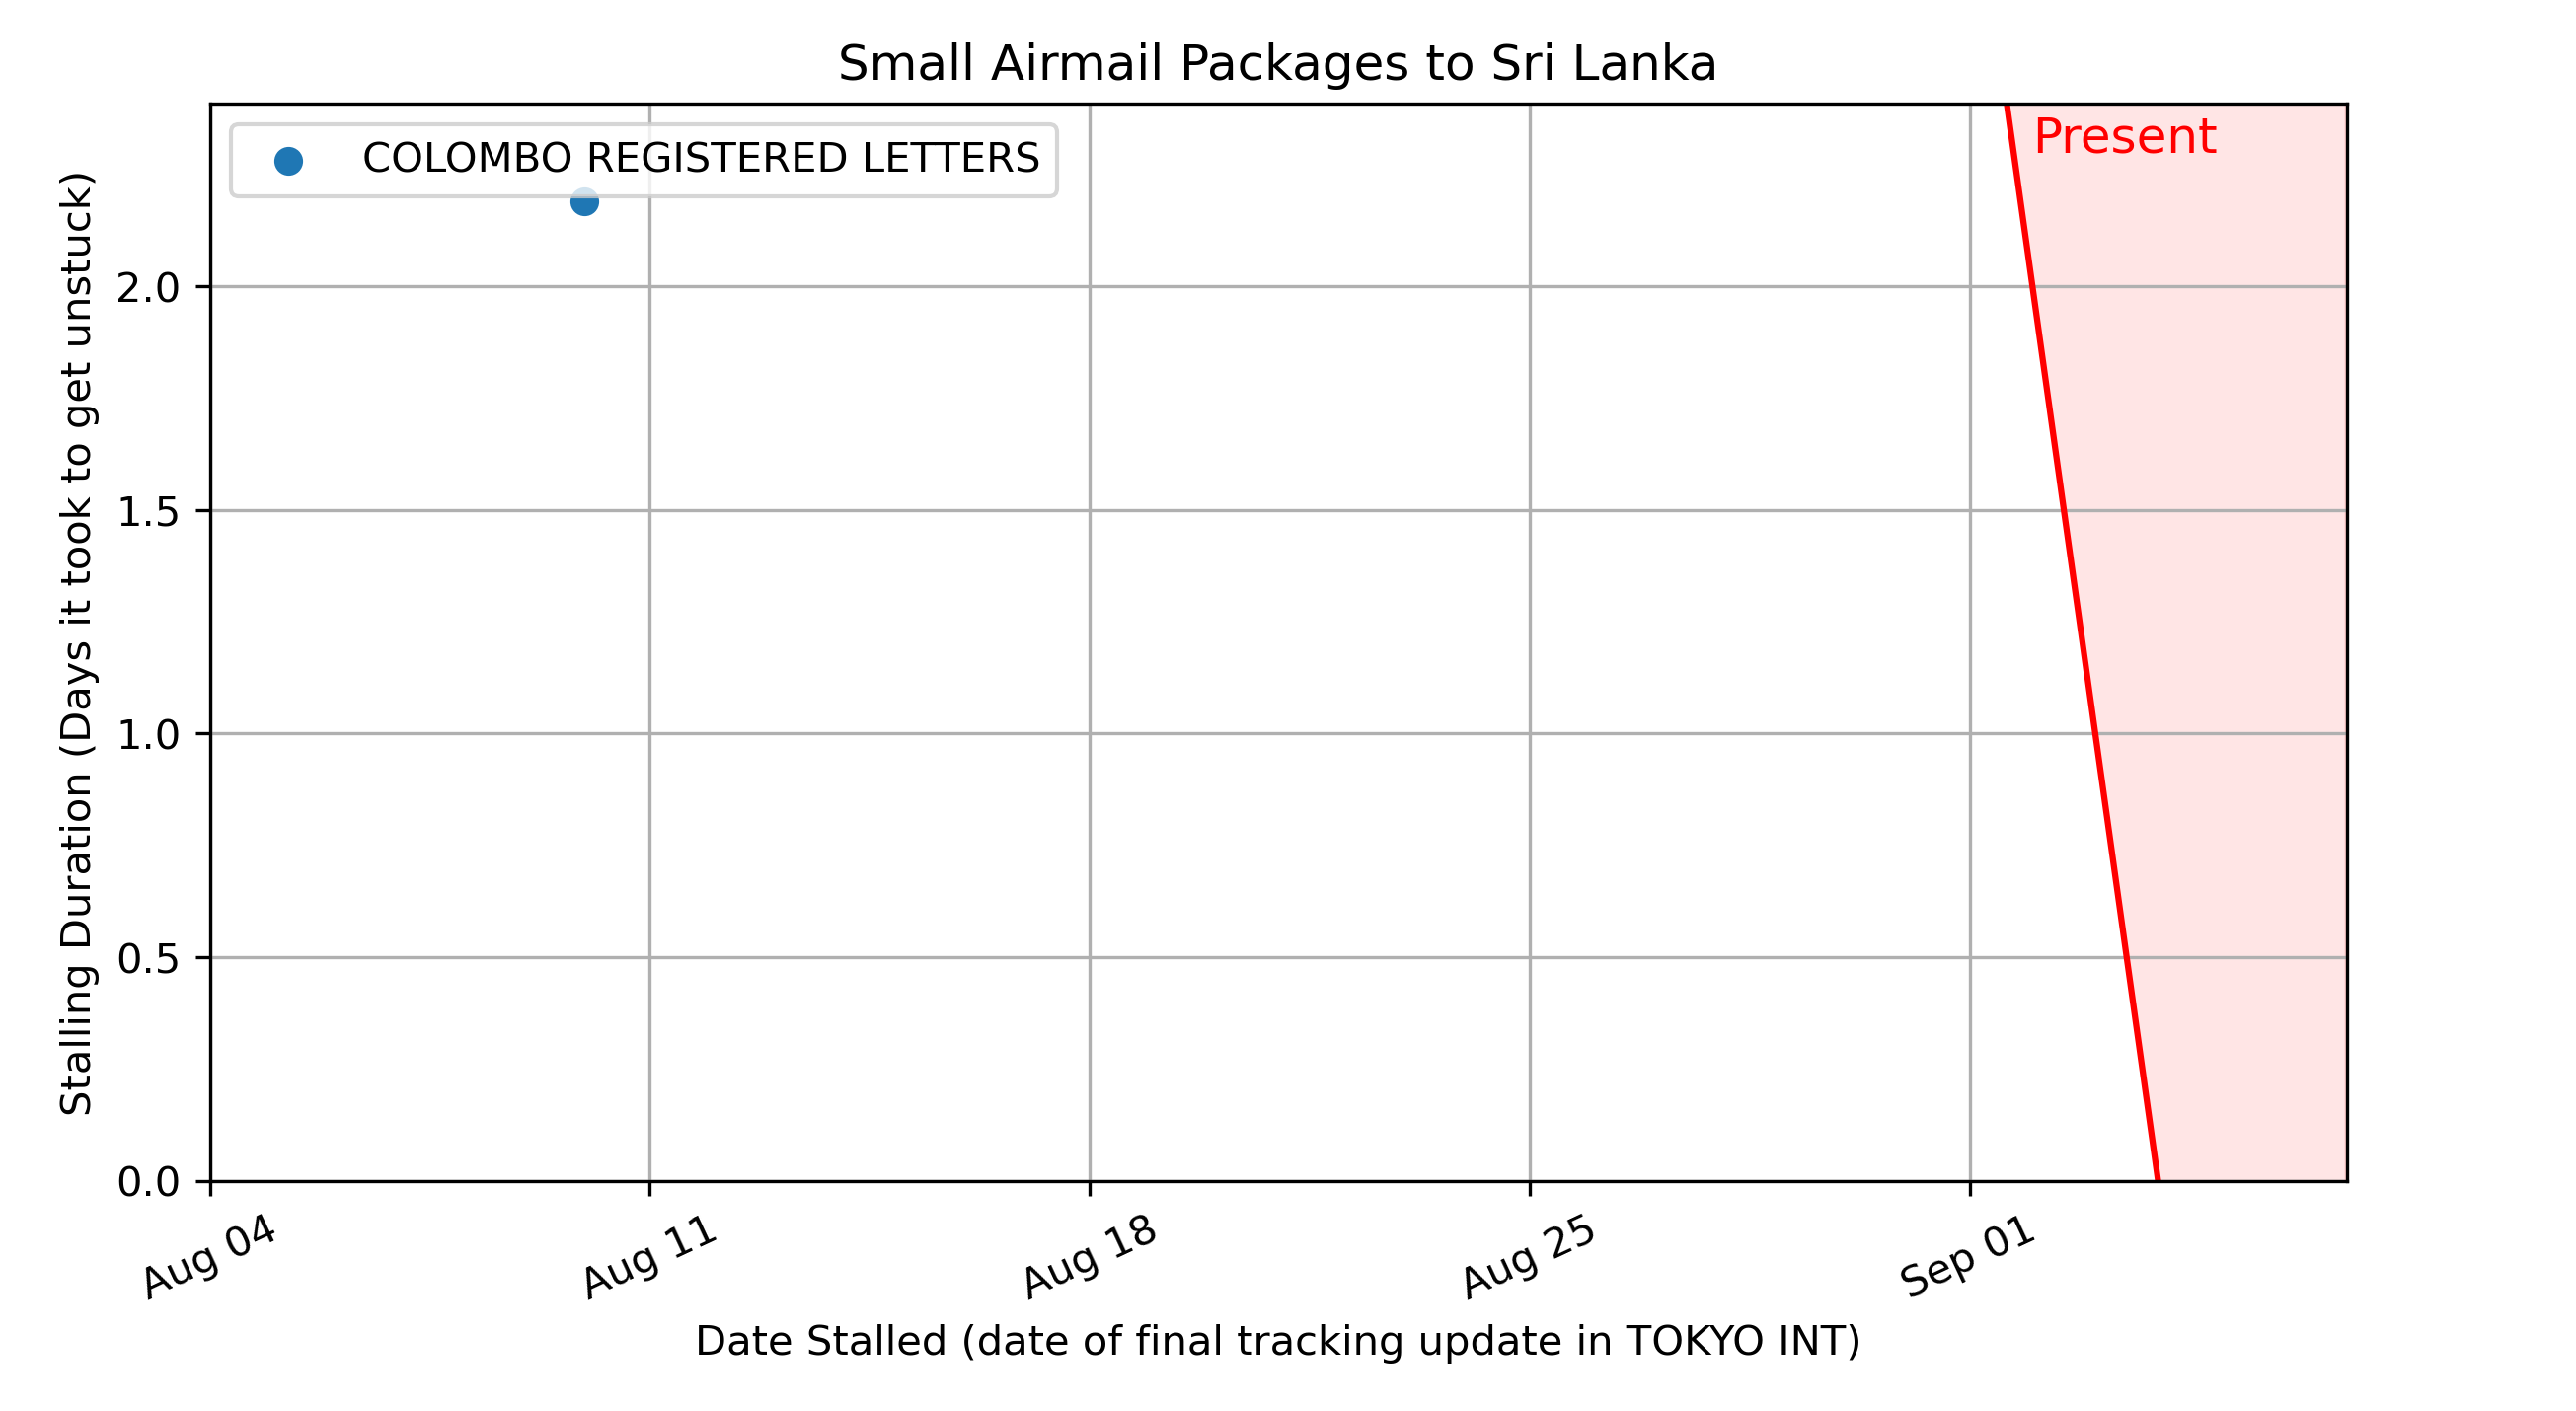 Small Airmail Packages to Sri Lanka
COLOMBO REGISTERED LETTERS
Present
Stalling Duration (Days it took to get unstuck)
2.0
1.5
1.0
0.5
0.0
Aug 04
Aug 11
Aug 18
Aug 25
Sep 01
Date Stalled (date of final tracking update in TOKYO INT)